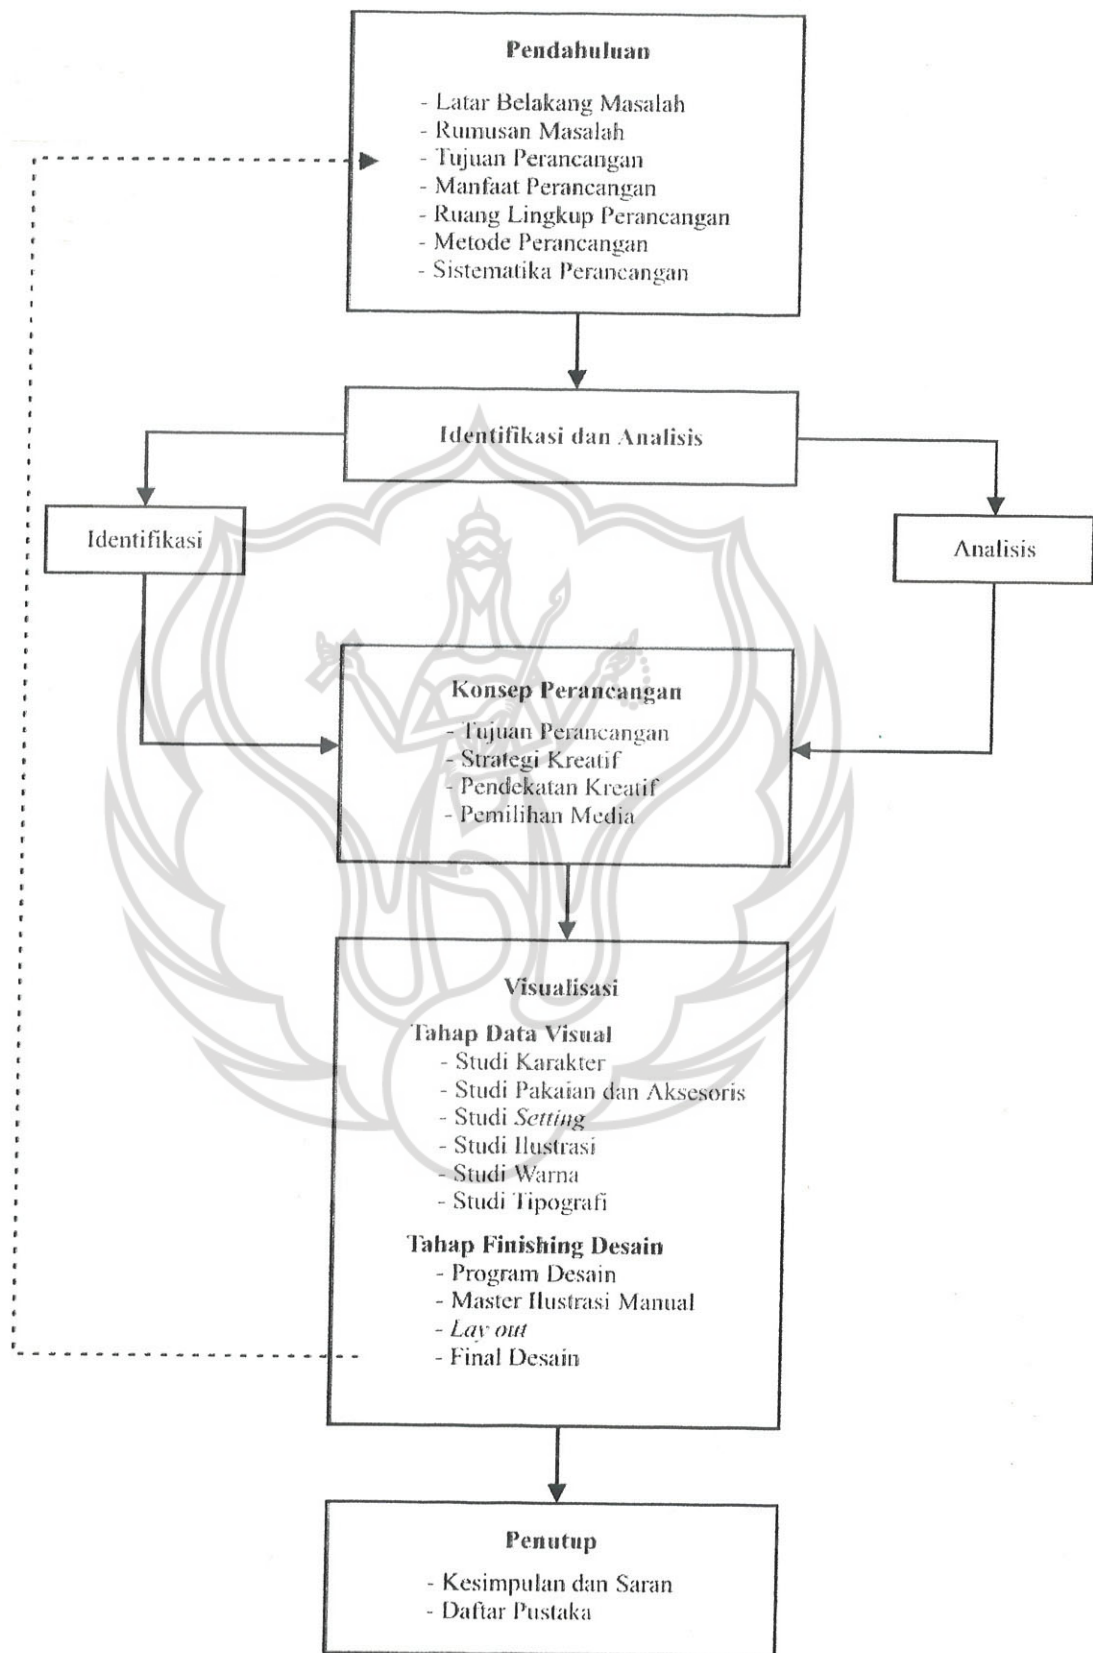 Pendahuluan
- Latar Belakang Masalah
- Rumusan Masalah
- Tujuan Perancangan
- Manfaat Perancangan
- Ruang Lingkup Perancangan
- Metode Perancangan
- Sistematika Perancangan
Identifikasi dan Analisis
Identifikasi
Analisis
Konsep Perancangan
- Tujuan Perancangan
- Strategi Kreatif
- Pendekatan Kreatif
- Pemilihan Media
Visualisasi
Tahap Data Visual
- Studi Karakter
- Studi Pakaian dan Aksesoris
- Studi Setting
- Studi Ilustrasi
- Studi Warna
- Studi Tipografi
Tahap Finishing Desain
- Program Desain
- Master Ilustrasi Manual
- Lay out
- Final Desain
Penutup
- Kesimpulan dan Saran
- Daftar Pustaka